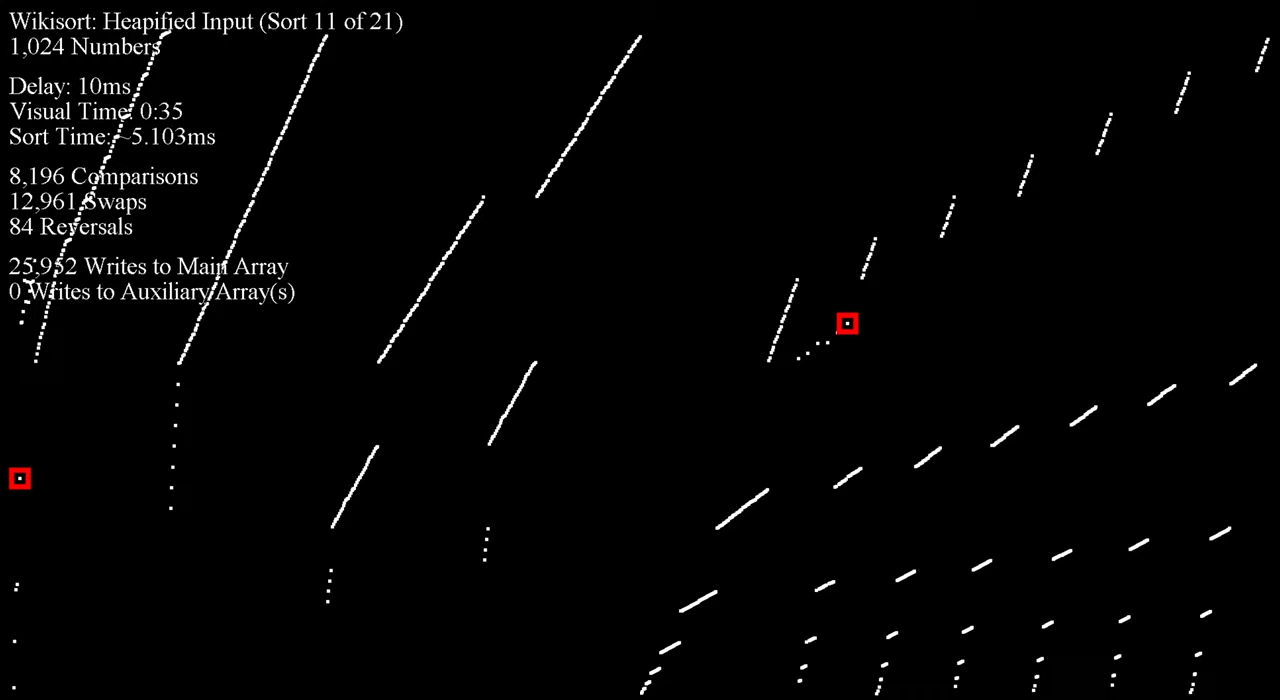 Wikisort: Heapified Input (Sort 11 of 21)
1,024 Numbers
Delay: 10ms
Visual Time: 0:35
Sort Time: ~5.103ms
8,196 Comparisons
12,961 Swaps
84 Reversals
25,952 Writes to Main Array
0 Writes to Auxiliary Array(s)